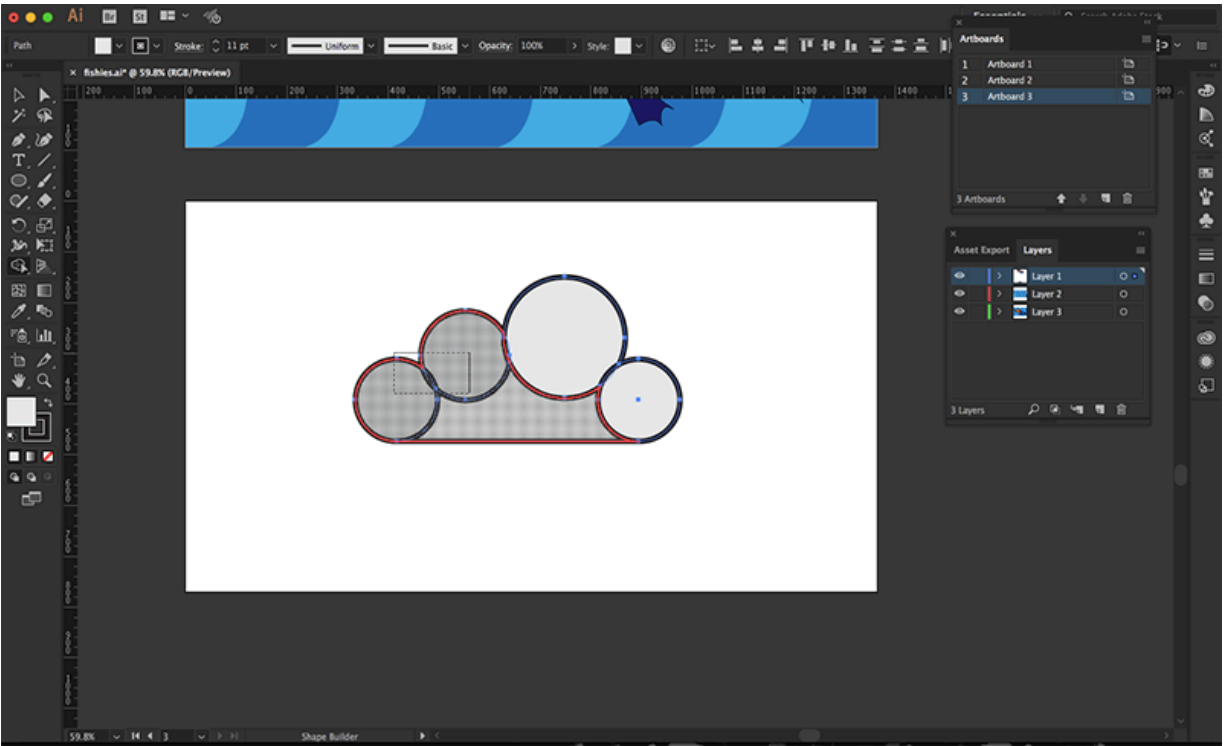 Ai Br St
Path Stroke: 11 pt Uniform Basic Opacity: 100% Style:
× fishies.ai* @ 59.8% (RGB/Preview)
200 100 0 100 200 300 400 500 600 700 800 900 1000 1100 1200 1300 1400 900
Artboards
1 Artboard 1
2 Artboard 2
3 Artboard 3
3 Artboards
Asset Export Layers
Layer 1
Layer 2
Layer 3
3 Layers
59.8% 3 Shape Builder